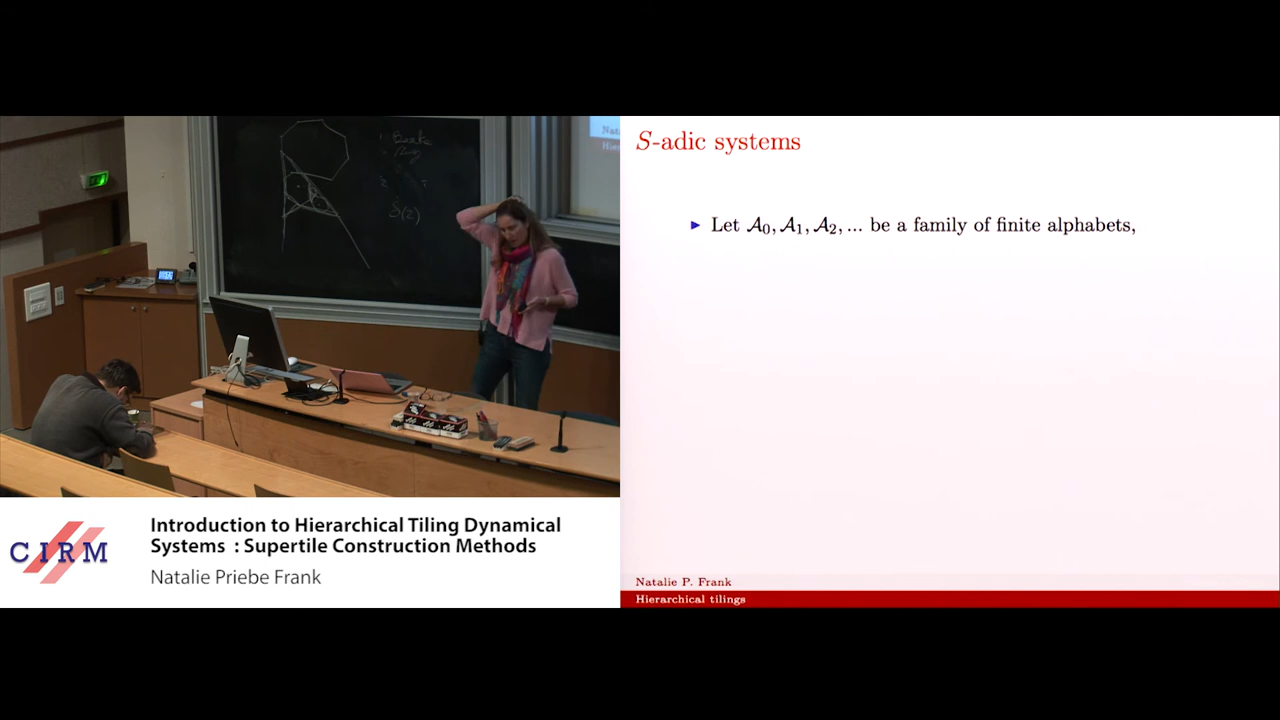 S-adic systems
► Let A₀, A₁, A₂, ... be a family of finite alphabets,
Natalie P. Frank
Hierarchical tilings
CIRM
Introduction to Hierarchical Tiling Dynamical
Systems : Supertile Construction Methods
Natalie Priebe Frank